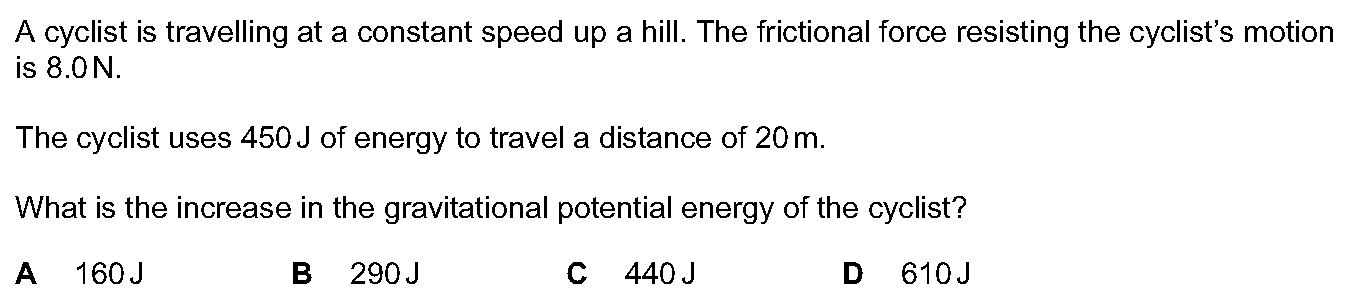 A cyclist is travelling at a constant speed up a hill. The frictional force resisting the cyclist’s motion
is 8.0 N.
The cyclist uses 450 J of energy to travel a distance of 20 m.
What is the increase in the gravitational potential energy of the cyclist?
A 160 J B 290 J C 440 J D 610 J